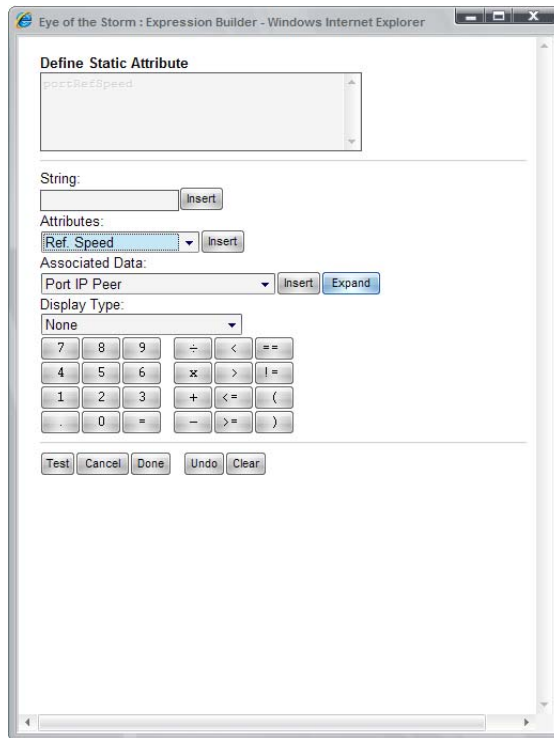 Eye of the Storm : Expression Builder - Windows Internet Explorer
Define Static Attribute
portRefSpeed
String:
Insert
Attributes:
Ref. Speed Insert
Associated Data:
Port IP Peer Insert Expand
Display Type:
None
7 8 9 ÷ < ==
4 5 6 x > !=
1 2 3 + <= (
. 0 = − >= )
Test Cancel Done Undo Clear